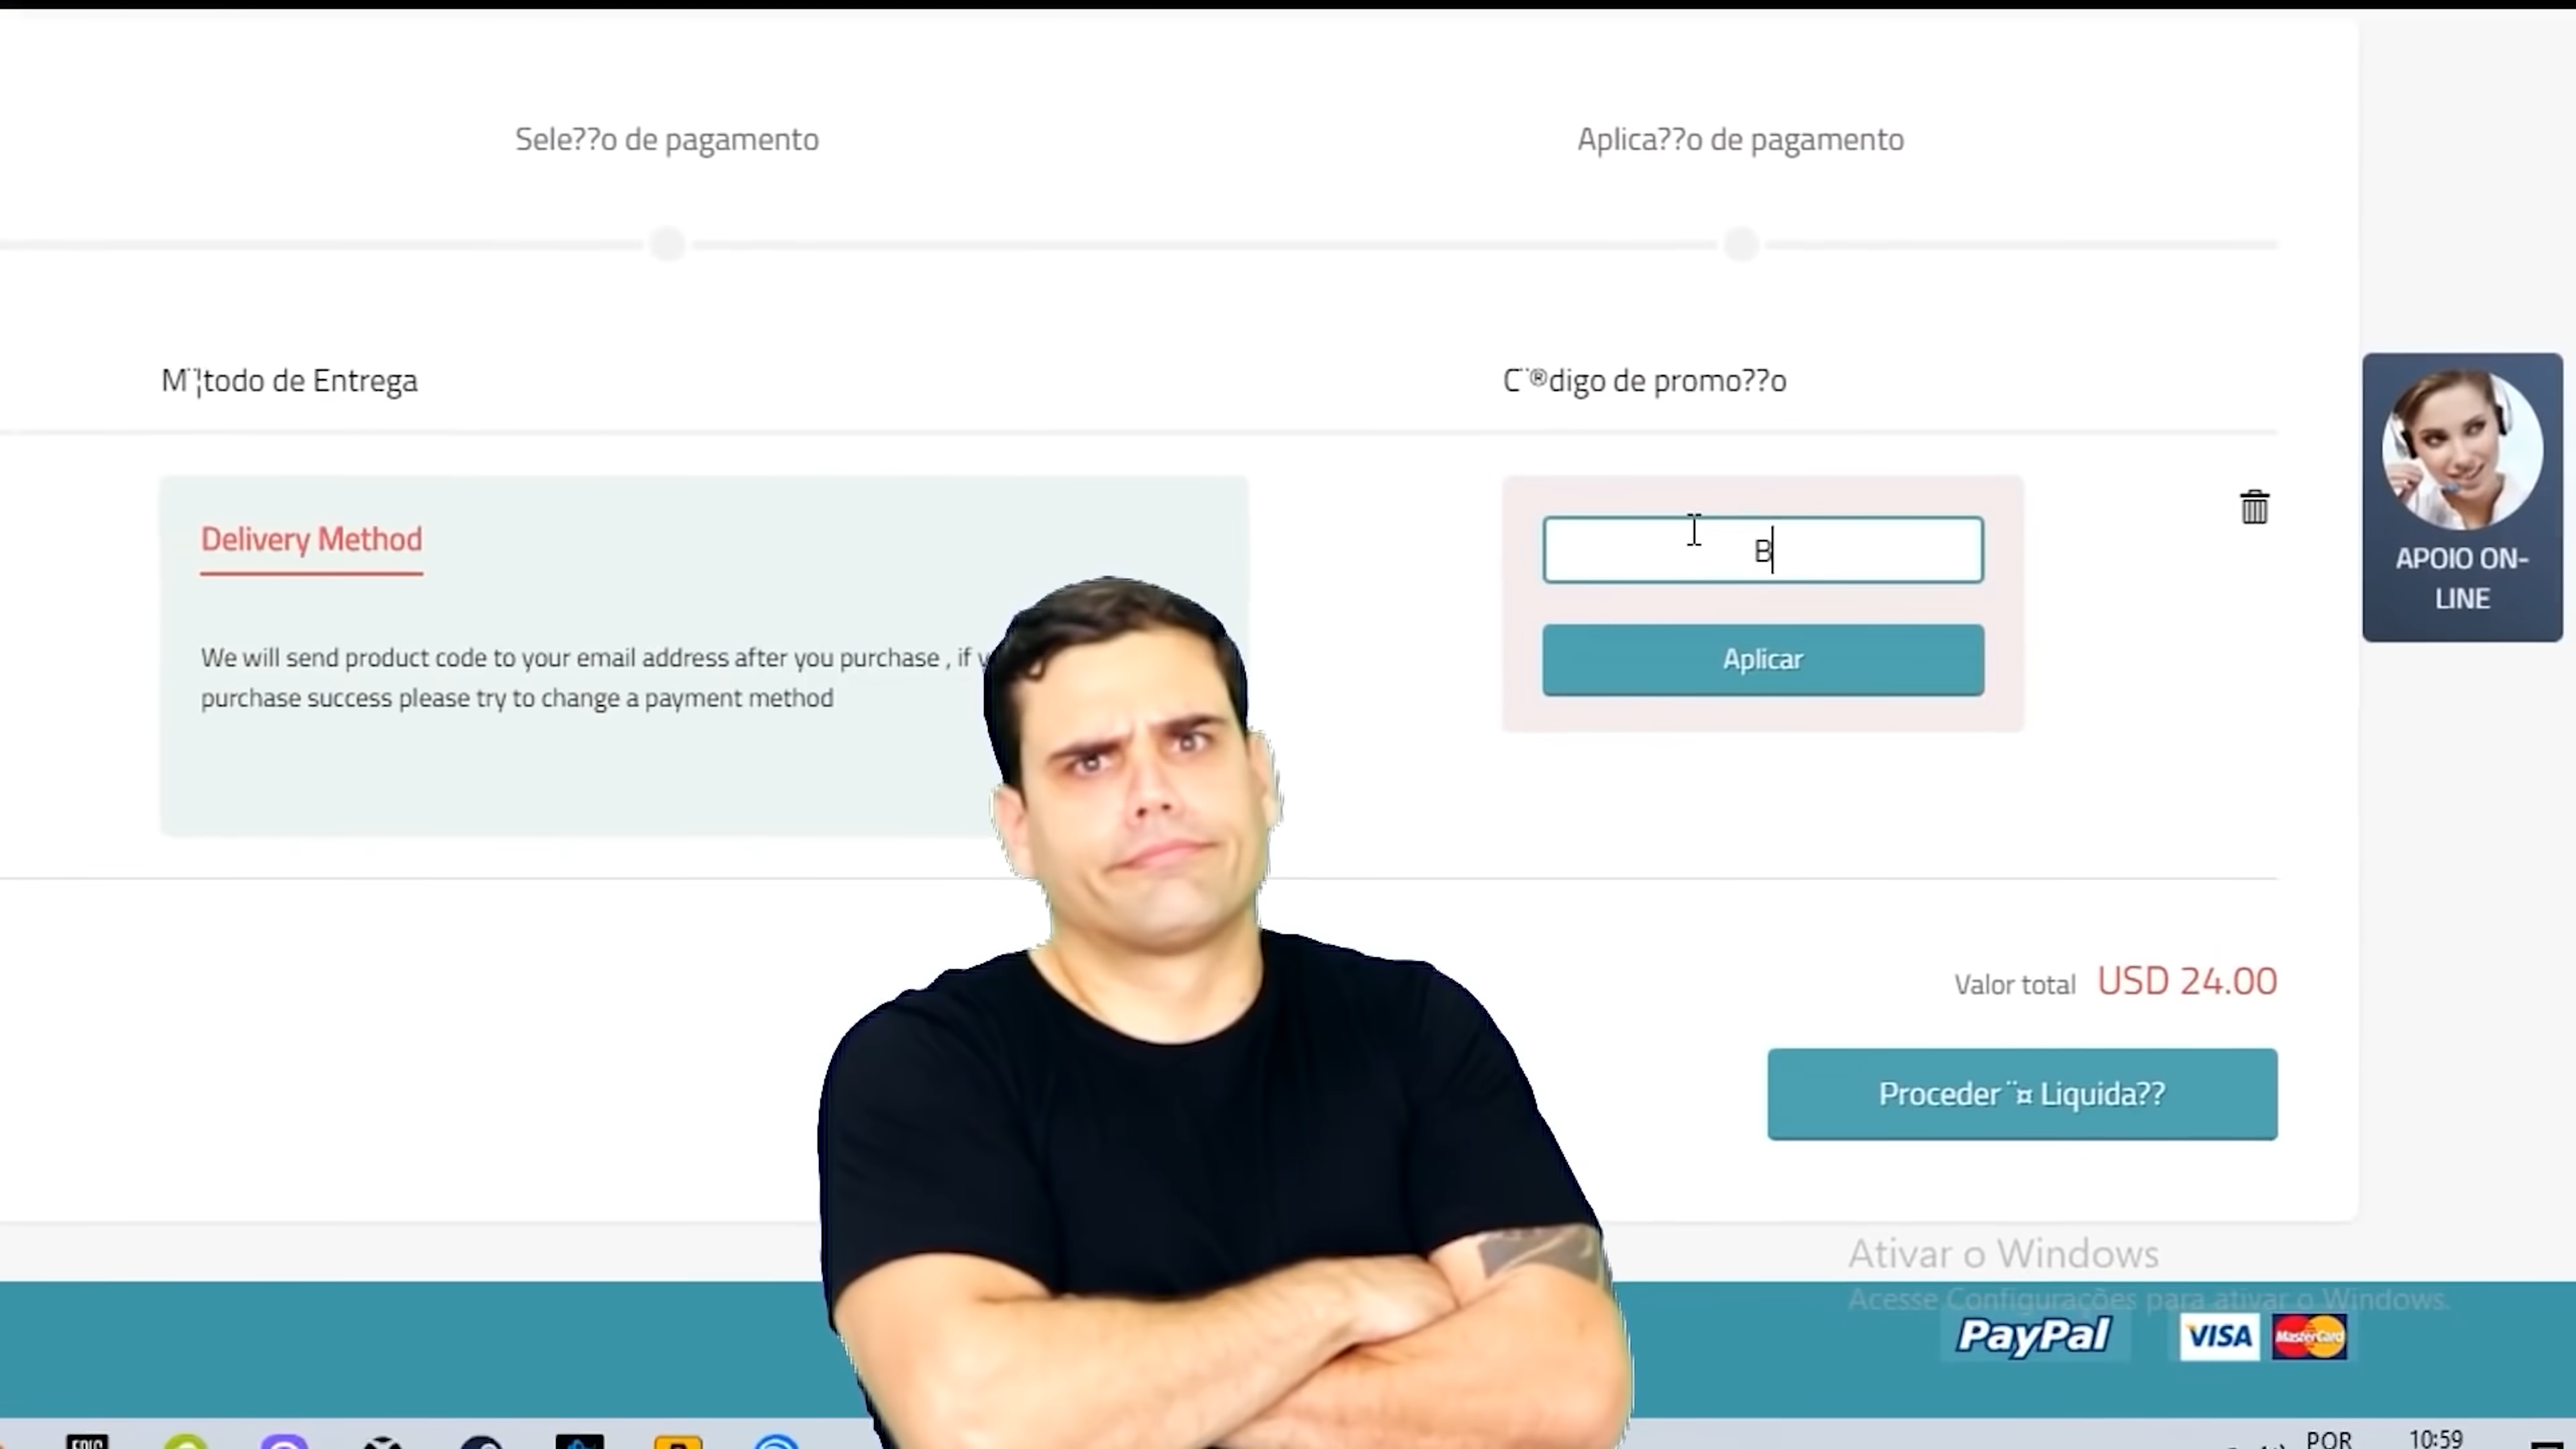 Sele??o de pagamento
Aplica??o de pagamento
M¨¦todo de Entrega
C¨®digo de promo??o
Delivery Method
We will send product code to your email address after you purchase , if
purchase success please try to change a payment method
B
Aplicar
APOIO ON-
LINE
Valor total USD 24.00
Proceder ¨¤ Liquida??
Ativar o Windows
Acesse Configurações para ativar o Windows.
PayPal
VISA
MasterCard
EPIC
POR
10:59